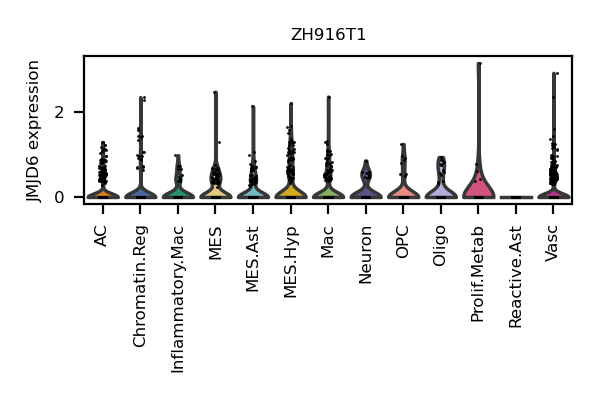 ZH916T1
JMJD6 expression
2
0
AC
Chromatin.Reg
Inflammatory.Mac
MES
MES.Ast
MES.Hyp
Mac
Neuron
OPC
Oligo
Prolif.Metab
Reactive.Ast
Vasc